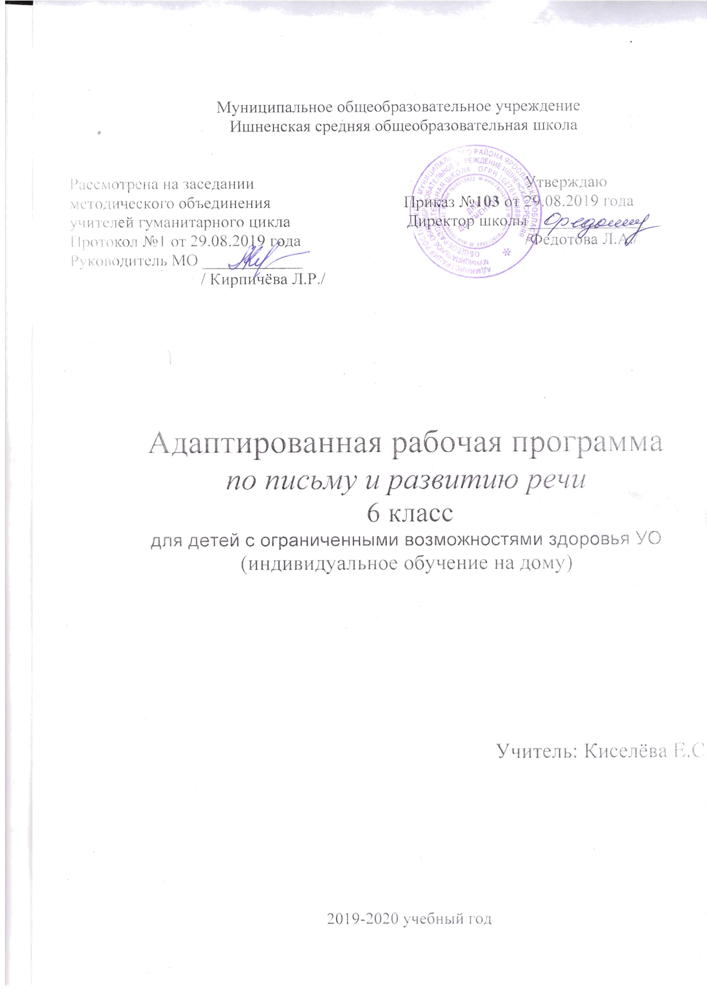 Муниципальное общеобразовательное учреждение
Ишненская средняя общеобразовательная школа
Рассмотрена на заседании
методического объединения
учителей гуманитарного цикла
Протокол №1 от 29.08.2019 года
Руководитель МО _____________
/ Кирпичёва Л.Р./
Утверждаю
Приказ №103 от 29.08.2019 года
Директор школы
/Федотова Л.А./
Адаптированная рабочая программа
по письму и развитию речи
6 класс
для детей с ограниченными возможностями здоровья УО
(индивидуальное обучение на дому)
Учитель: Киселёва Е.С
2019-2020 учебный год